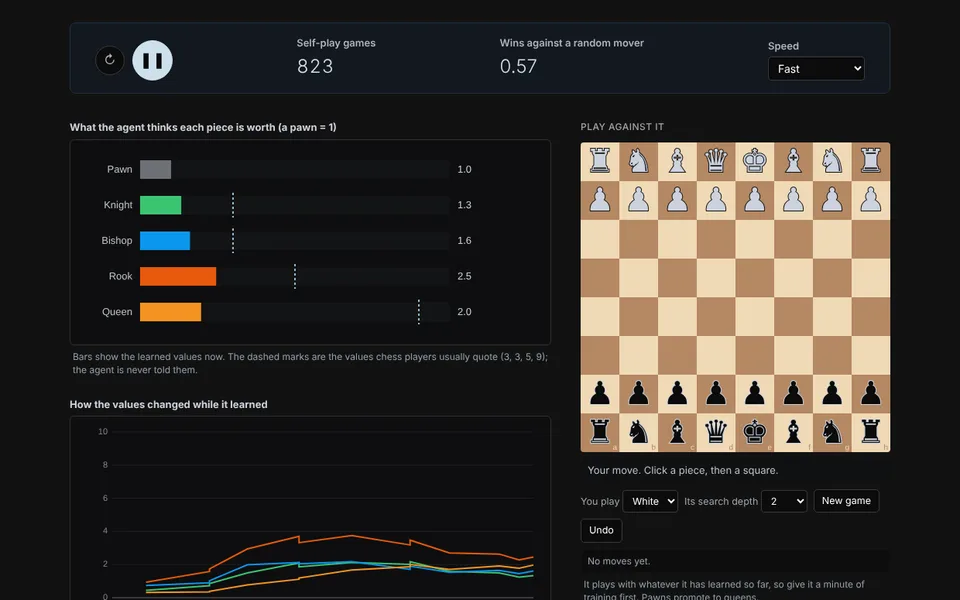 Self-play games
823
Wins against a random mover
0.57
Speed
Fast
What the agent thinks each piece is worth (a pawn = 1)
Pawn 1.0
Knight 1.3
Bishop 1.6
Rook 2.5
Queen 2.0
Bars show the learned values now. The dashed marks are the values chess players usually quote (3, 3, 5, 9);
the agent is never told them.
How the values changed while it learned
10
8
6
4
2
0
PLAY AGAINST IT
a b c d e f g h
Your move. Click a piece, then a square.
You play White Its search depth 2 New game
Undo
No moves yet.
It plays with whatever it has learned so far, so give it a minute of
training first. Pawns promote to queens.